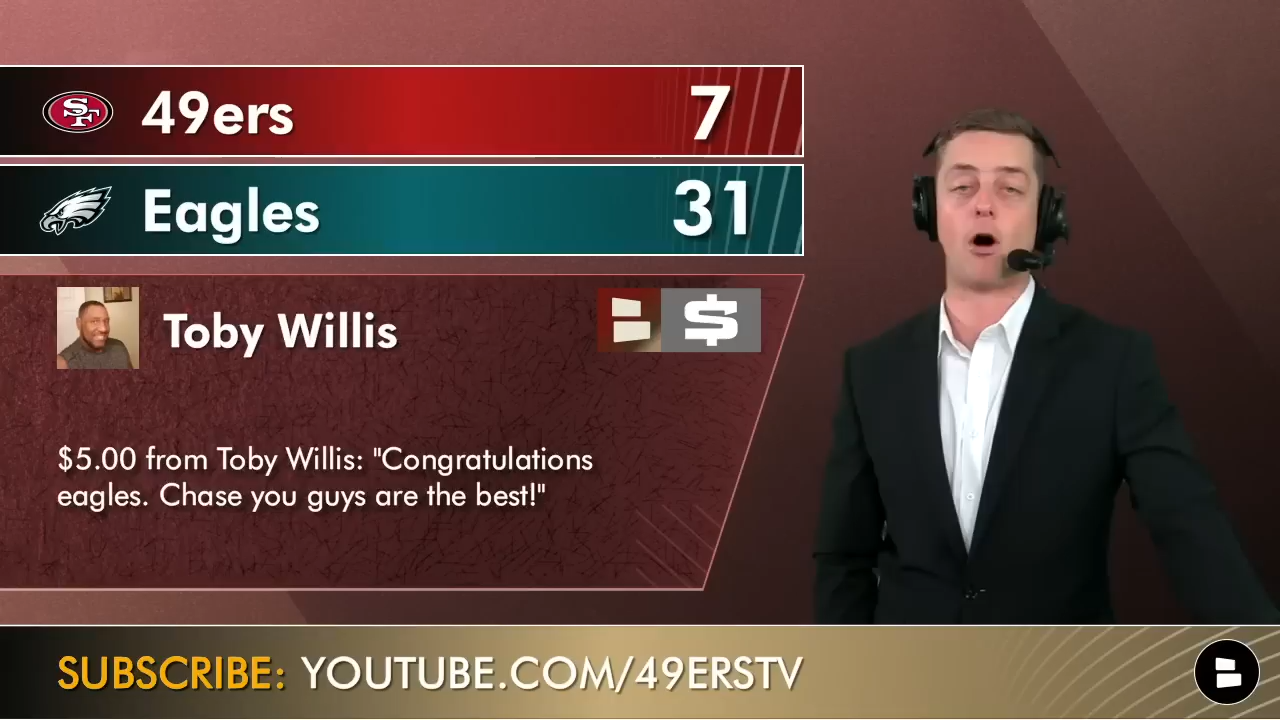 SF
49ers
7
Eagles
31
Toby Willis
$
$5.00 from Toby Willis: "Congratulations
eagles. Chase you guys are the best!"
SUBSCRIBE: YOUTUBE.COM/49ERSTV